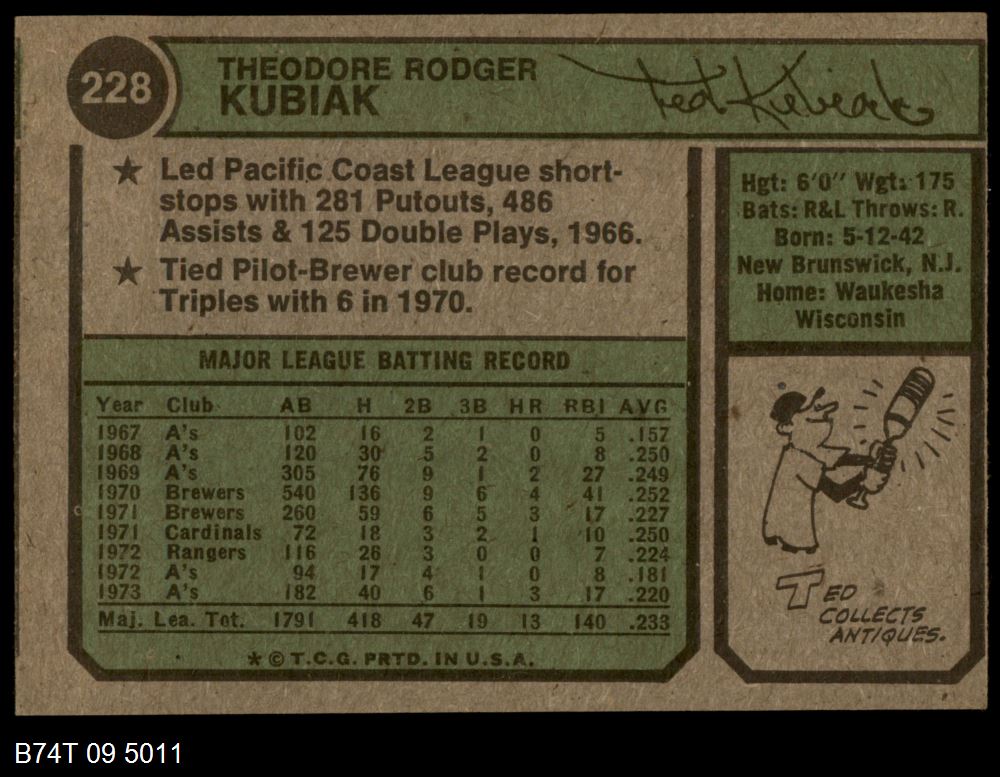 228
THEODORE RODGER
KUBIAK
Ted Kubiak
★ Led Pacific Coast League short-
stops with 281 Putouts, 486
Assists & 125 Double Plays, 1966.
★ Tied Pilot-Brewer club record for
Triples with 6 in 1970.
Hgt: 6'0" Wgt: 175
Bats: R&L Throws: R.
Born: 5-12-42
New Brunswick, N.J.
Home: Waukesha
Wisconsin
MAJOR LEAGUE BATTING RECORD
Year Club AB H 2B 3B HR RBI AVG
1967 A's 102 16 2 1 0 5 .157
1968 A's 120 30 5 2 0 8 .250
1969 A's 305 76 9 1 2 27 .249
1970 Brewers 540 136 9 6 4 41 .252
1971 Brewers 260 59 6 5 3 17 .227
1971 Cardinals 72 18 3 2 1 10 .250
1972 Rangers 116 26 3 0 0 7 .224
1972 A's 94 17 4 1 0 8 .181
1973 A's 182 40 6 1 3 17 .220
Maj. Lea. Tot. 1791 418 47 19 13 140 .233
* © T.C.G. PRTD. IN U.S.A.
TED
COLLECTS
ANTIQUES.
B74T 09 5011